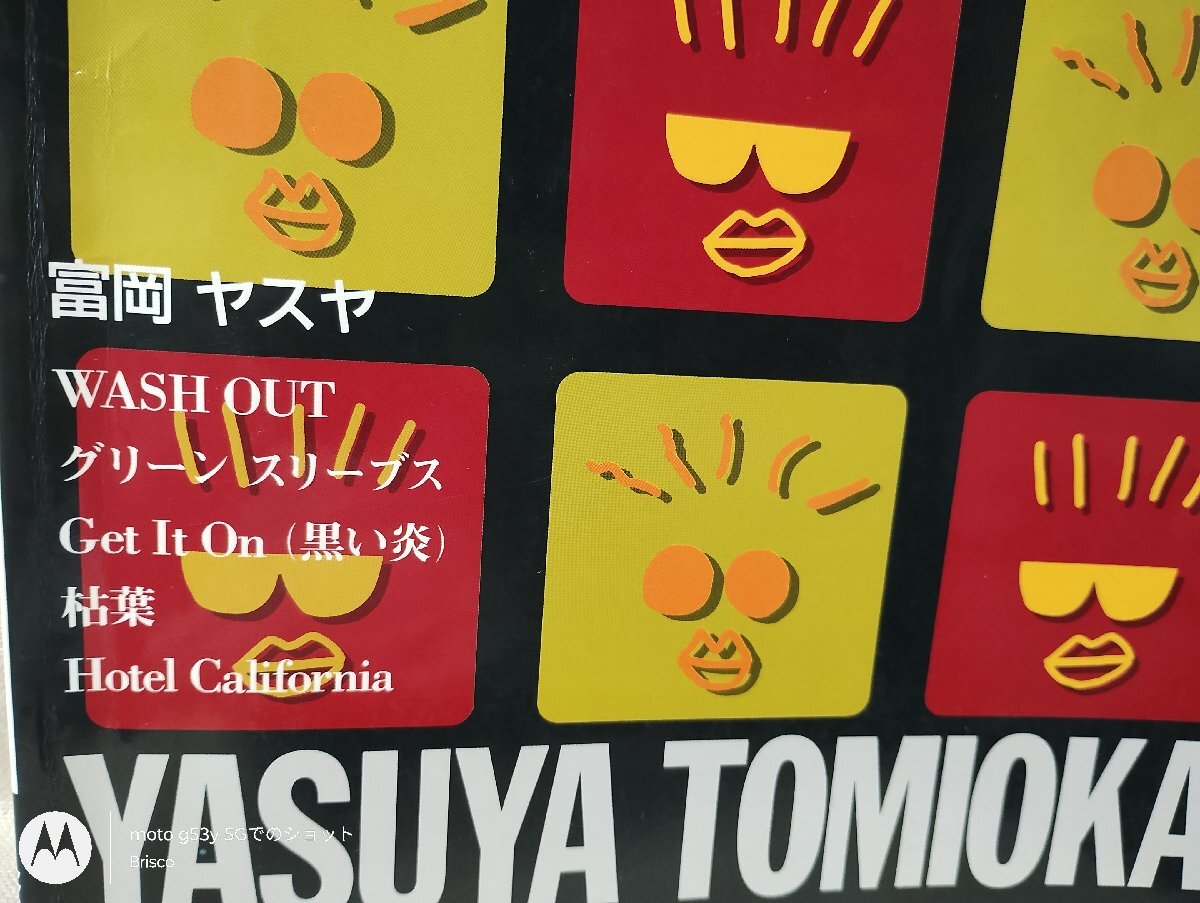 富岡 ヤスヤ
WASH OUT
グリーン スリーブス
Get It On (黒い炎)
枯葉
Hotel California
YASUYA TOMIOKA
moto g53y 5Gでのショット
Brisco